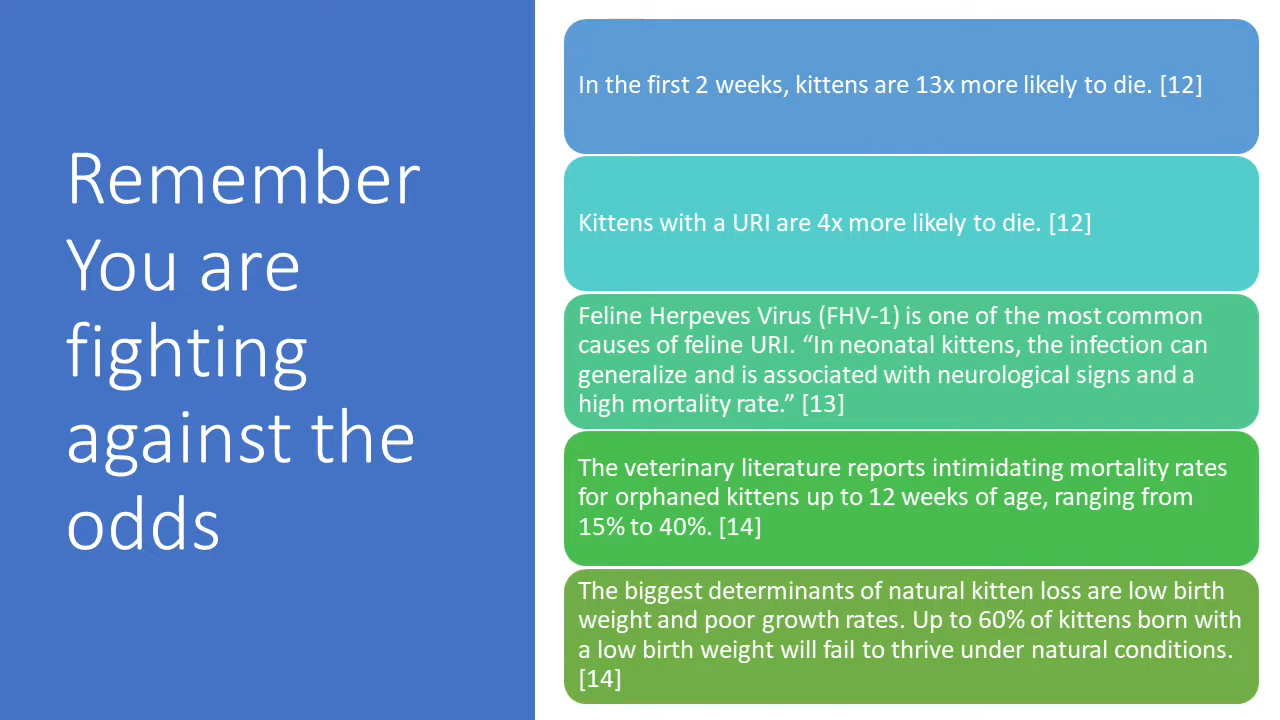 Remember
You are
fighting
against the
odds
In the first 2 weeks, kittens are 13x more likely to die. [12]
Kittens with a URI are 4x more likely to die. [12]
Feline Herpeves Virus (FHV-1) is one of the most common
causes of feline URI. “In neonatal kittens, the infection can
generalize and is associated with neurological signs and a
high mortality rate.” [13]
The veterinary literature reports intimidating mortality rates
for orphaned kittens up to 12 weeks of age, ranging from
15% to 40%. [14]
The biggest determinants of natural kitten loss are low birth
weight and poor growth rates. Up to 60% of kittens born with
a low birth weight will fail to thrive under natural conditions.
[14]